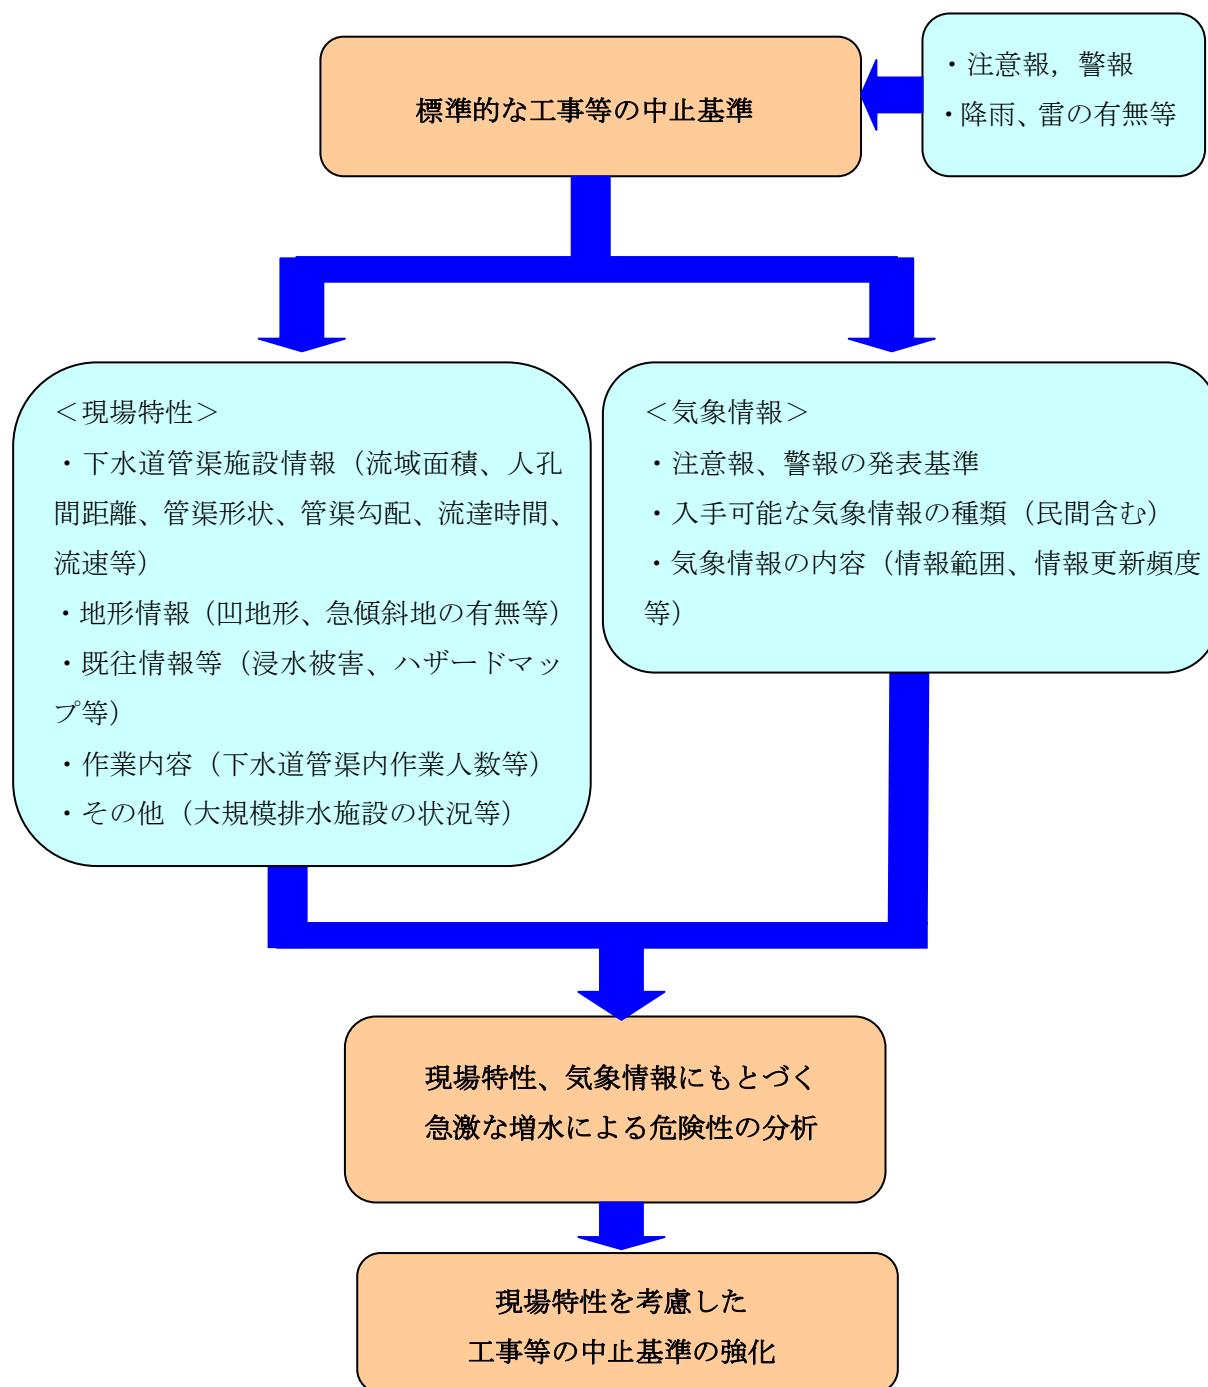 標準的な工事等の中止基準
・注意報，警報
・降雨、雷の有無等
＜現場特性＞
・下水道管渠施設情報（流域面積、人孔
間距離、管渠形状、管渠勾配、流達時間、
流速等）
・地形情報（凹地形、急傾斜地の有無等）
・既往情報等（浸水被害、ハザードマッ
プ等）
・作業内容（下水道管渠内作業人数等）
・その他（大規模排水施設の状況等）
＜気象情報＞
・注意報、警報の発表基準
・入手可能な気象情報の種類（民間含む）
・気象情報の内容（情報範囲、情報更新頻度
等）
現場特性、気象情報にもとづく
急激な増水による危険性の分析
現場特性を考慮した
工事等の中止基準の強化